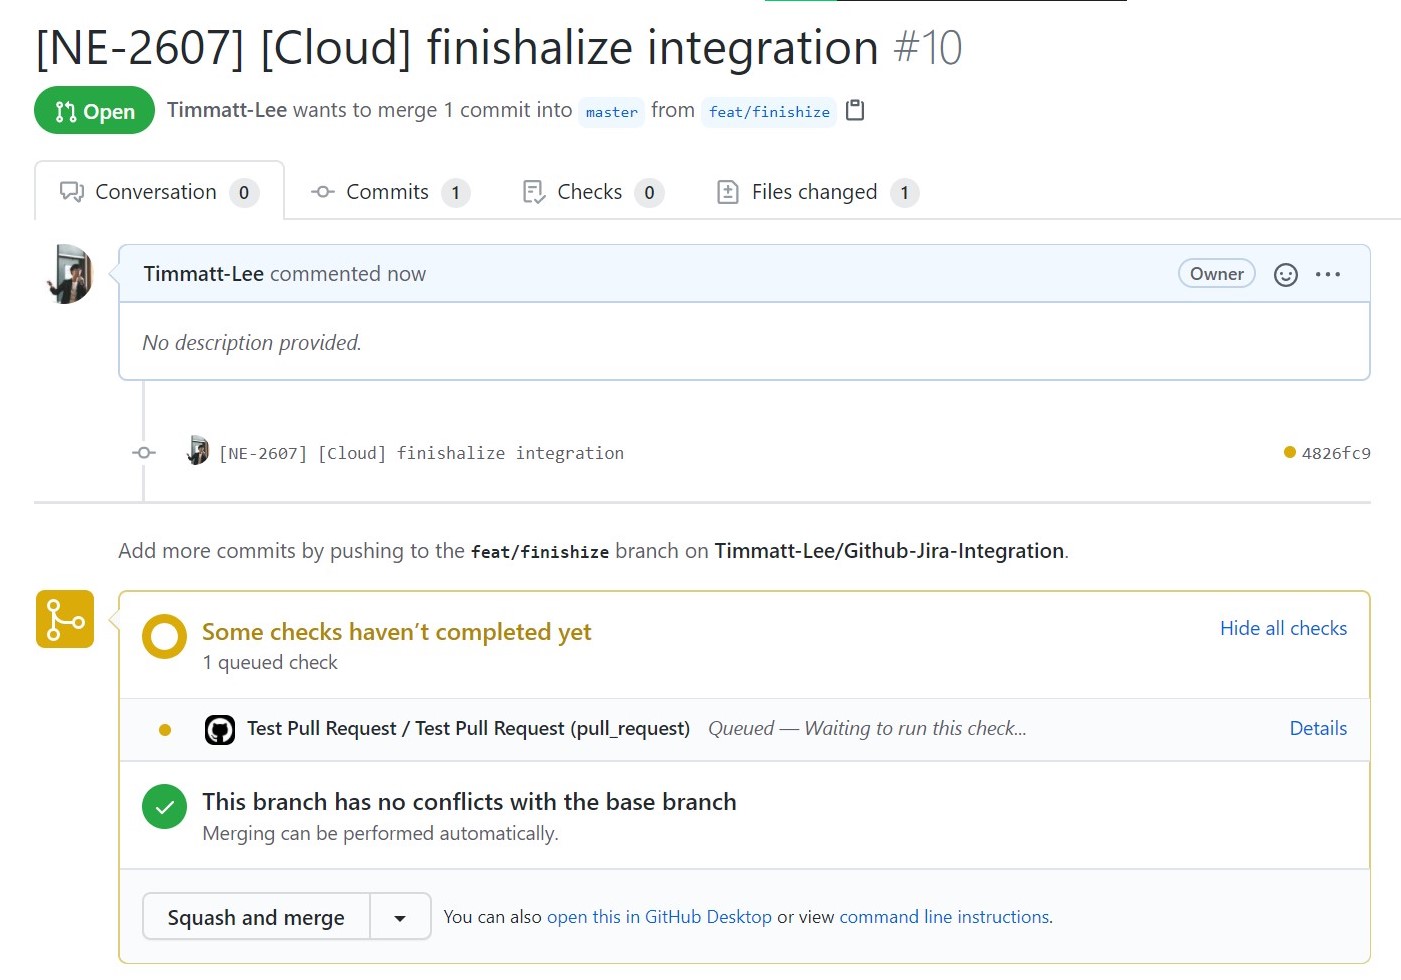 [NE-2607] [Cloud] finishalize integration #10
Open Timmatt-Lee wants to merge 1 commit into master from feat/finishize
Conversation 0 Commits 1 Checks 0 Files changed 1
Timmatt-Lee commented now Owner
No description provided.
[NE-2607] [Cloud] finishalize integration 4826fc9
Add more commits by pushing to the feat/finishize branch on Timmatt-Lee/Github-Jira-Integration.
Some checks haven’t completed yet Hide all checks
1 queued check
Test Pull Request / Test Pull Request (pull_request) Queued — Waiting to run this check... Details
This branch has no conflicts with the base branch
Merging can be performed automatically.
Squash and merge You can also open this in GitHub Desktop or view command line instructions.